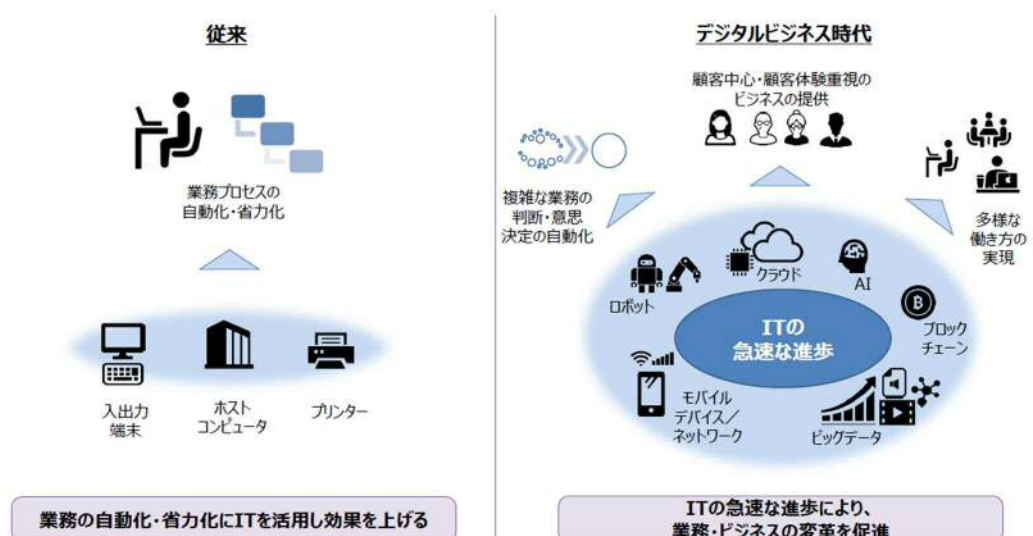 従来
業務プロセスの
自動化・省力化
入出力
端末
ホスト
コンピュータ
プリンター
業務の自動化・省力化にITを活用し効果を上げる
デジタルビジネス時代
顧客中心・顧客体験重視の
ビジネスの提供
複雑な業務の
判断・意思
決定の自動化
多様な
働き方の
実現
クラウド
AI
ロボット
ITの
急速な進歩
ブロック
チェーン
モバイル
デバイス／
ネットワーク
ビッグデータ
ITの急速な進歩により、
業務・ビジネスの変革を促進